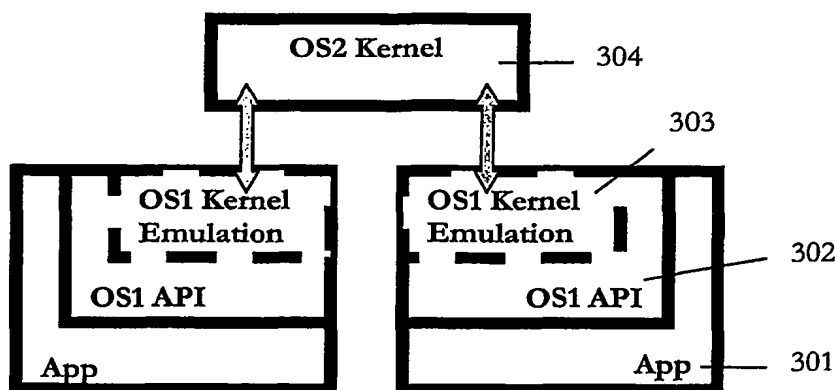 OS2 Kernel
304
303
OS1 Kernel
Emulation
OS1 Kernel
Emulation
302
OS1 API
OS1 API
App
App
301